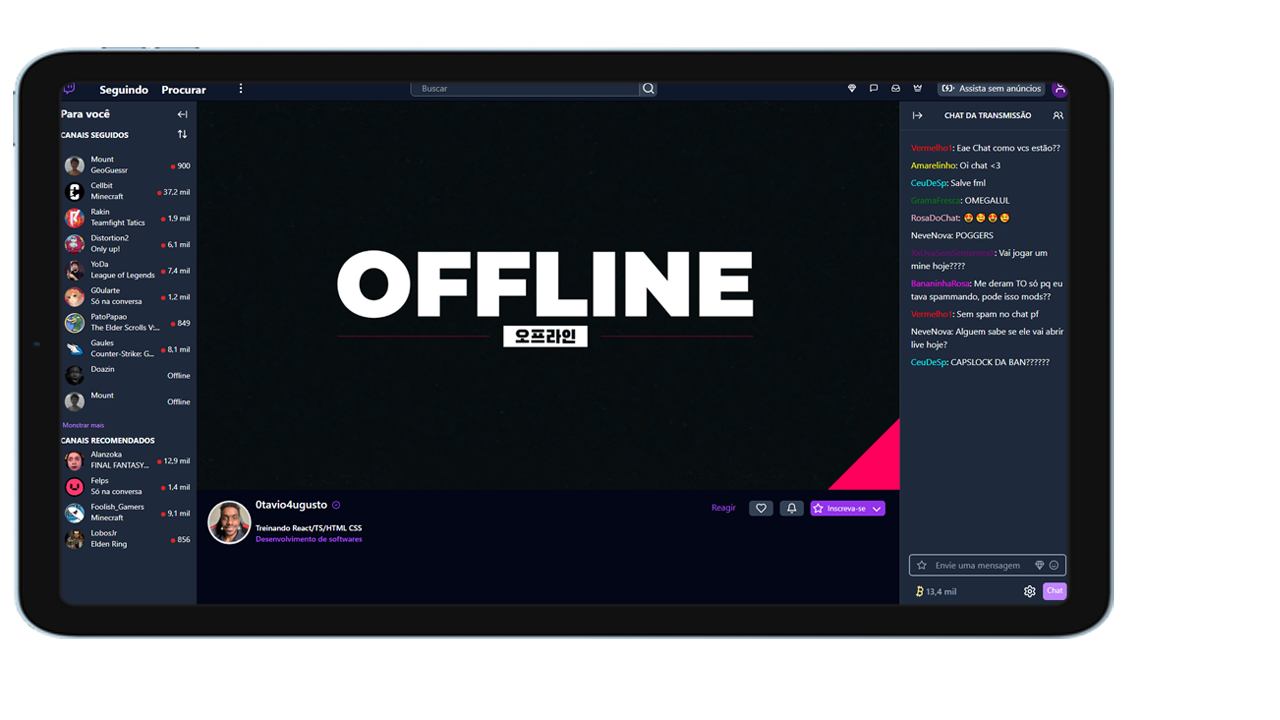 Seguindo Procurar
Buscar
Assista sem anúncios
Para você
CANAIS SEGUIDOS
Mount
GeoGuessr
900
Cellbit
Minecraft
37,2 mil
Rakin
Teamfight Tatics
1,9 mil
Distortion2
Only up!
6,1 mil
YoDa
League of Legends
7,4 mil
G0ularte
Só na conversa
1,2 mil
PatoPapao
The Elder Scrolls V:...
849
Gaules
Counter-Strike: G...
8,1 mil
Doazin
Offline
Mount
Offline
Monstrar mais
CANAIS RECOMENDADOS
Alanzoka
FINAL FANTASY...
12,9 mil
Felps
Só na conversa
1,4 mil
Foolish_Gamers
Minecraft
9,1 mil
LobosJr
Elden Ring
856
OFFLINE
오프라인
0tavio4ugusto
Treinando React/TS/HTML CSS
Desenvolvimento de softwares
Reagir
Inscreva-se
CHAT DA TRANSMISSÃO
Vermelho1: Eae Chat como vcs estão??
Amarelinho: Oi chat <3
CeuDeSp: Salve fml
GramaFresca: OMEGALUL
RosaDoChat: 😍😘😍😘
NeveNova: POGGERS
: Vai jogar um
mine hoje????
BananinhaRosa: Me deram TO só pq eu
tava spammando, pode isso mods??
Vermelho1: Sem spam no chat pf
NeveNova: Alguem sabe se ele vai abrir
live hoje?
CeuDeSp: CAPSLOCK DA BAN??????
Envie uma mensagem
13,4 mil
Chat